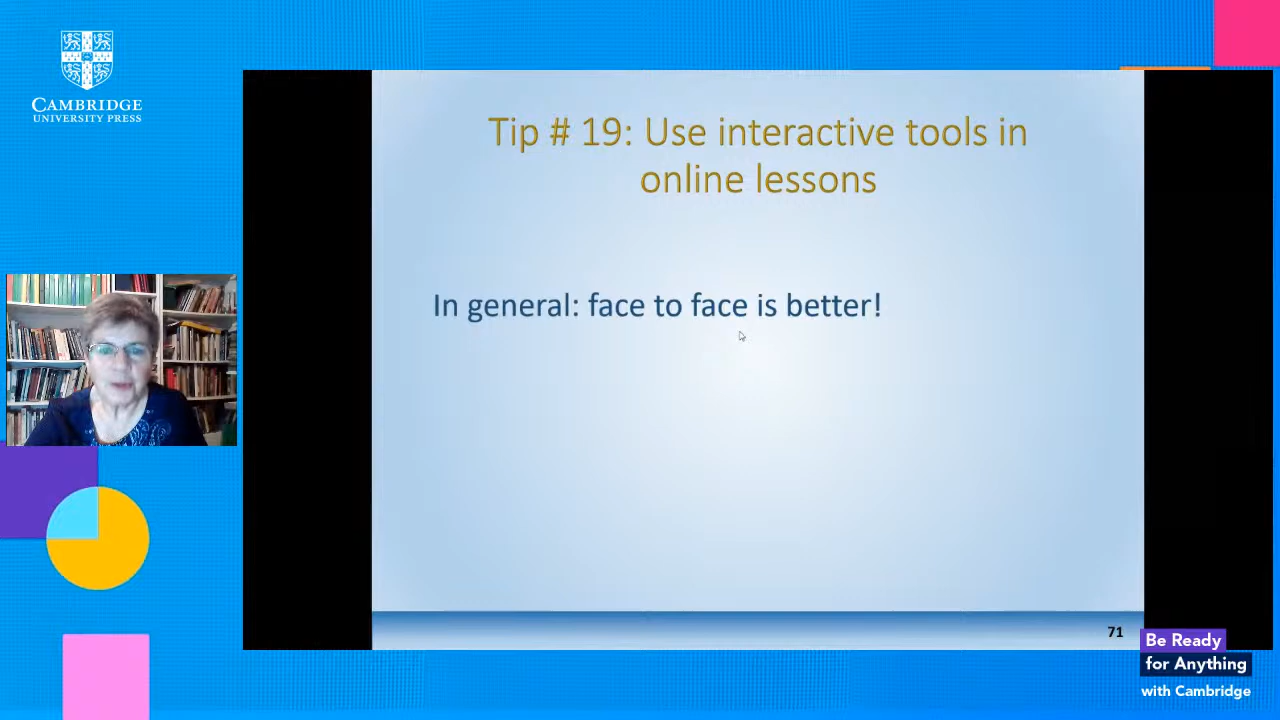 CAMBRIDGE
UNIVERSITY PRESS
Tip # 19: Use interactive tools in
online lessons
In general: face to face is better!
71
Be Ready
for Anything
with Cambridge